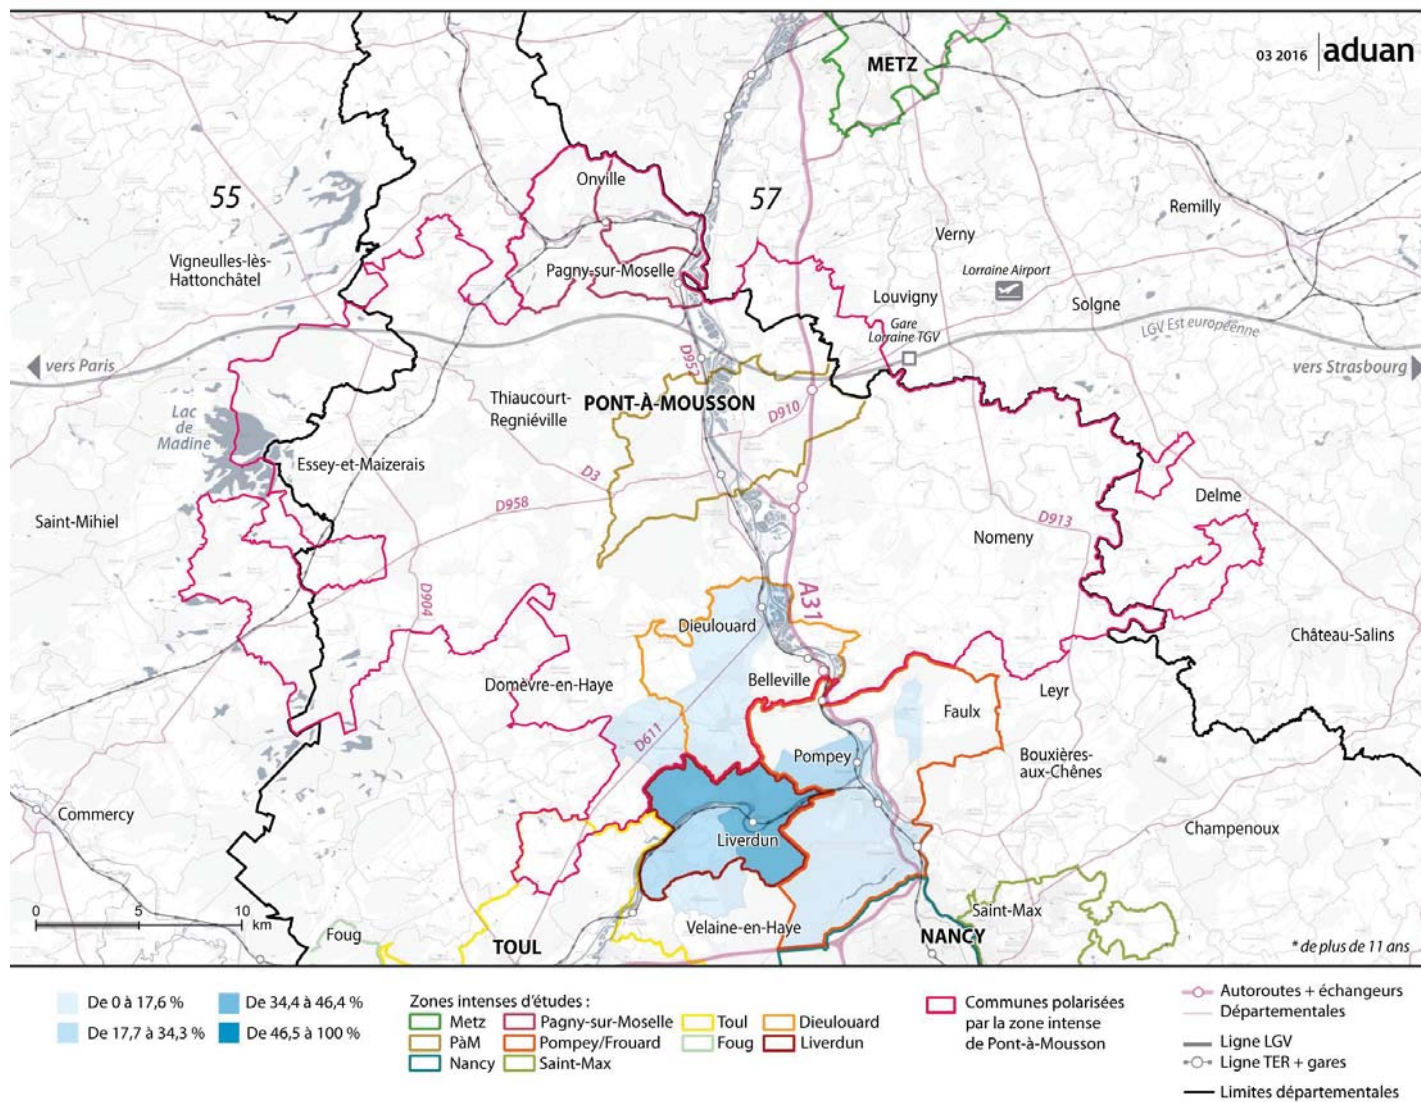 03 2016 aduan
METZ
Onville
55
57
Remilly
Verny
Vigneulles-lès-
Hattonchâtel
Pagny-sur-Moselle
Lorraine Airport
Louvigny
Solgne
Gare
Lorraine TGV
LGV Est européenne
vers Paris
D952
vers Strasbourg
Thiaucourt-
Regniéville
PONT-À-MOUSSON
D910
Lac
de
Madine
Essey-et-Maizerais
D3
Delme
D958
Saint-Mihiel
D913
Nomeny
D904
A31
Dieulouard
Château-Salins
Belleville
Domèvre-en-Haye
Leyr
Faulx
D611
Pompey
Bouxières-
aux-Chênes
Commercy
Champenoux
Liverdun
0 5 10
km
Saint-Max
Foug
Velaine-en-Haye
TOUL
NANCY
* de plus de 11 ans
De 0 à 17,6 %
De 17,7 à 34,3 %
De 34,4 à 46,4 %
De 46,5 à 100 %
Zones intenses d'études :
Metz
PàM
Nancy
Pagny-sur-Moselle
Pompey/Frouard
Saint-Max
Toul
Foug
Dieulouard
Liverdun
Communes polarisées
par la zone intense
de Pont-à-Mousson
Autoroutes + échangeurs
Départementales
Ligne LGV
Ligne TER + gares
Limites départementales